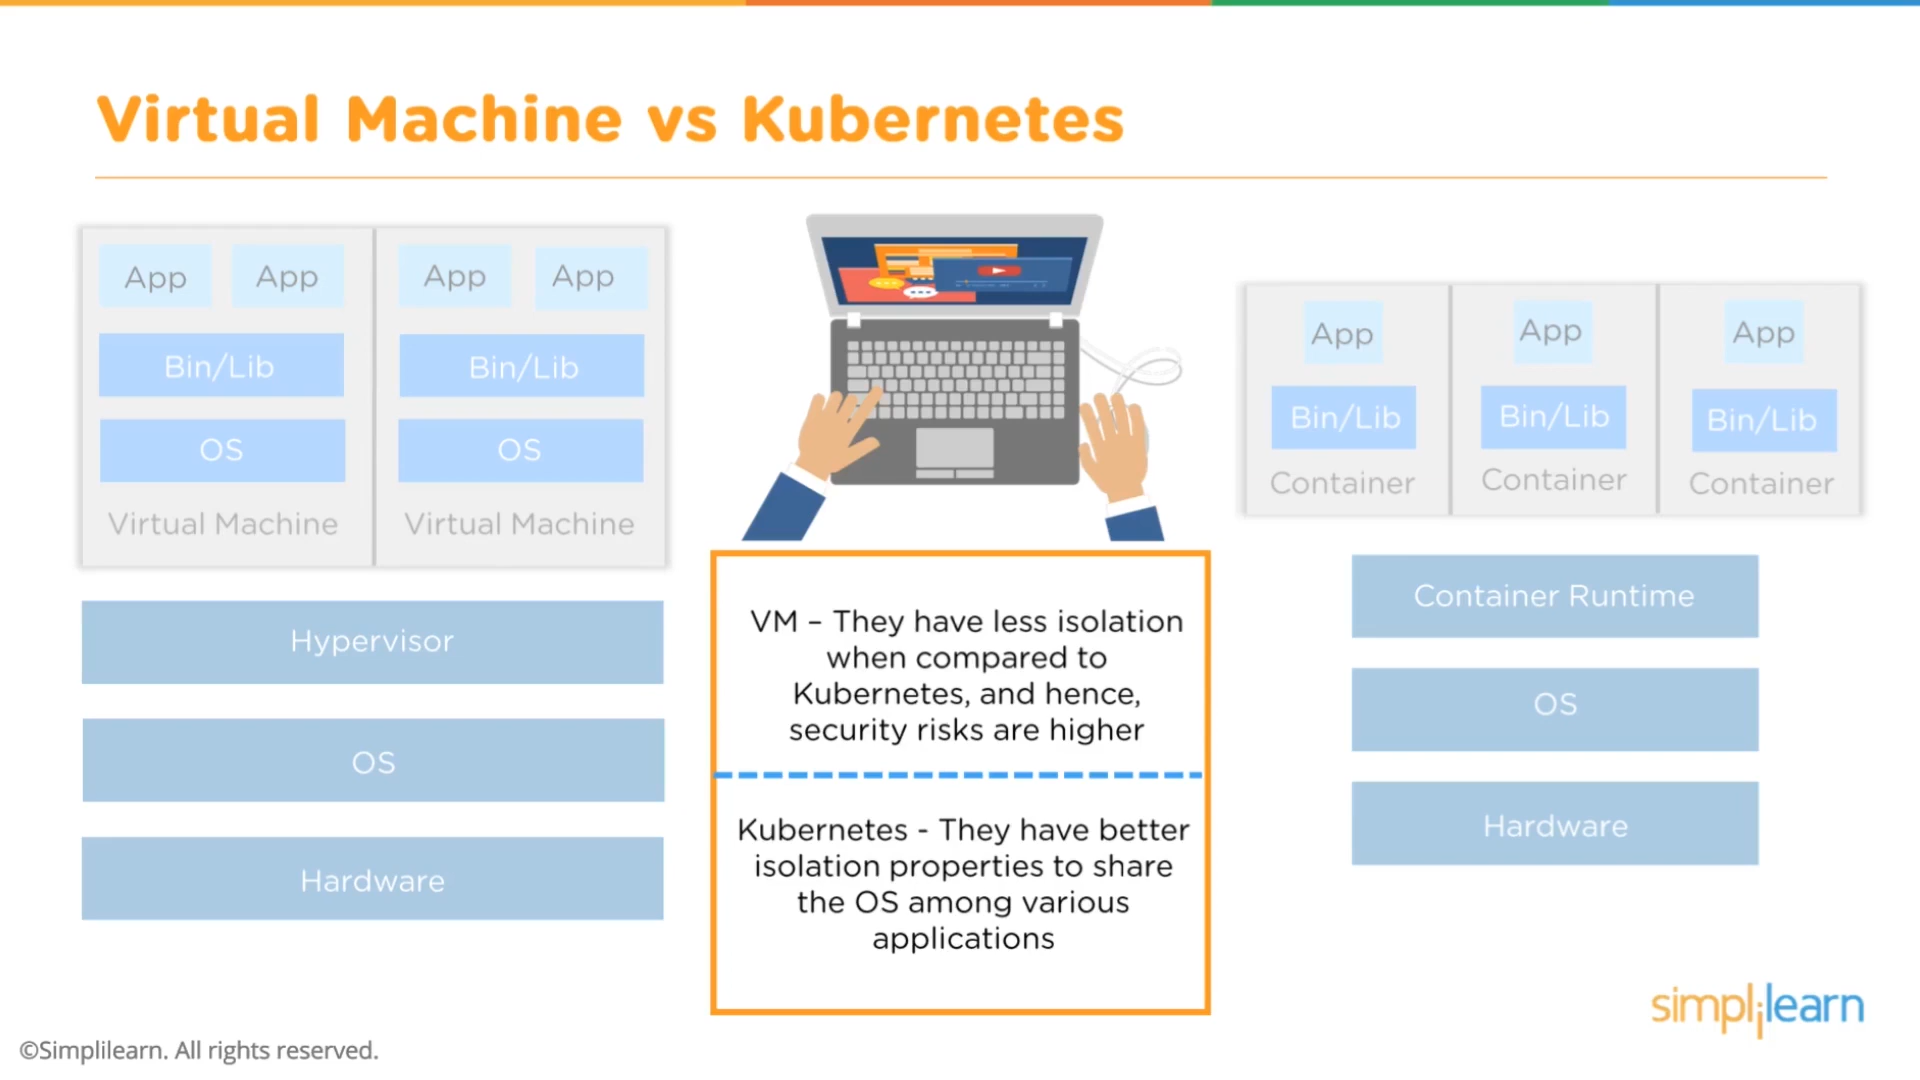 Virtual Machine vs Kubernetes
App App
Bin/Lib
OS
Virtual Machine
App App
Bin/Lib
OS
Virtual Machine
Hypervisor
OS
Hardware
VM – They have less isolation
when compared to
Kubernetes, and hence,
security risks are higher
Kubernetes - They have better
isolation properties to share
the OS among various
applications
App
Bin/Lib
Container
App
Bin/Lib
Container
App
Bin/Lib
Container
Container Runtime
OS
Hardware
simplilearn
©Simplilearn. All rights reserved.